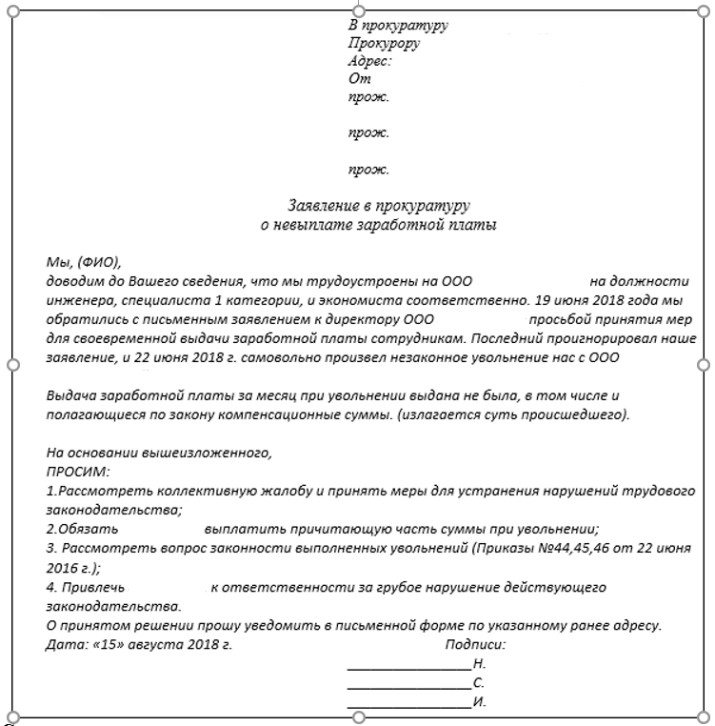 В прокуратуру
Прокурору
Адрес:
От
прож.
прож.
прож.
Заявление в прокуратуру
о невыплате заработной платы
Мы, (ФИО),
доводим до Вашего сведения, что мы трудоустроены на ООО на должности
инженера, специалиста 1 категории, и экономиста соответственно. 19 июня 2018 года мы
обратились с письменным заявлением к директору ООО просьбой принятия мер
для своевременной выдачи заработной платы сотрудникам. Последний проигнорировал наше
заявление, и 22 июня 2018 г. самовольно произвел незаконное увольнение нас с ООО
Выдача заработной платы за месяц при увольнении выдана не была, в том числе и
полагающиеся по закону компенсационные суммы. (излагается суть происшедшего).
На основании вышеизложенного,
ПРОСИМ:
1.Рассмотреть коллективную жалобу и принять меры для устранения нарушений трудового
законодательства;
2.Обязать выплатить причитающую часть суммы при увольнении;
3. Рассмотреть вопрос законности выполненных увольнений (Приказы №44,45,46 от 22 июня
2016 г.);
4. Привлечь к ответственности за грубое нарушение действующего
законодательства.
О принятом решении прошу уведомить в письменной форме по указанному ранее адресу.
Дата: «15» августа 2018 г. Подписи:
__________________Н.
__________________С.
__________________И.